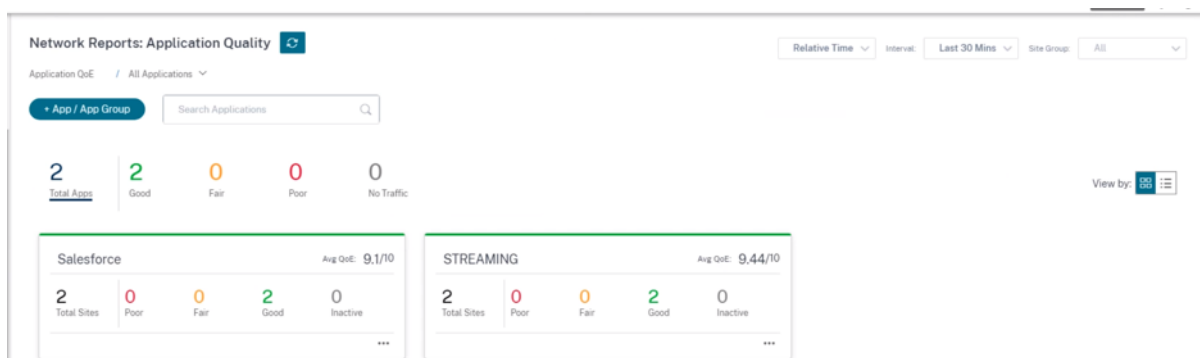 Network Reports: Application Quality
Relative Time Interval: Last 30 Mins Site Group: All
Application QoE / All Applications
+ App / App Group Search Applications
2 2 0 0 0
Total Apps Good Fair Poor No Traffic
View by:
Salesforce Avg QoE: 9.1/10
2 0 0 2 0
Total Sites Poor Fair Good Inactive
...
STREAMING Avg QoE: 9.44/10
2 0 0 2 0
Total Sites Poor Fair Good Inactive
...